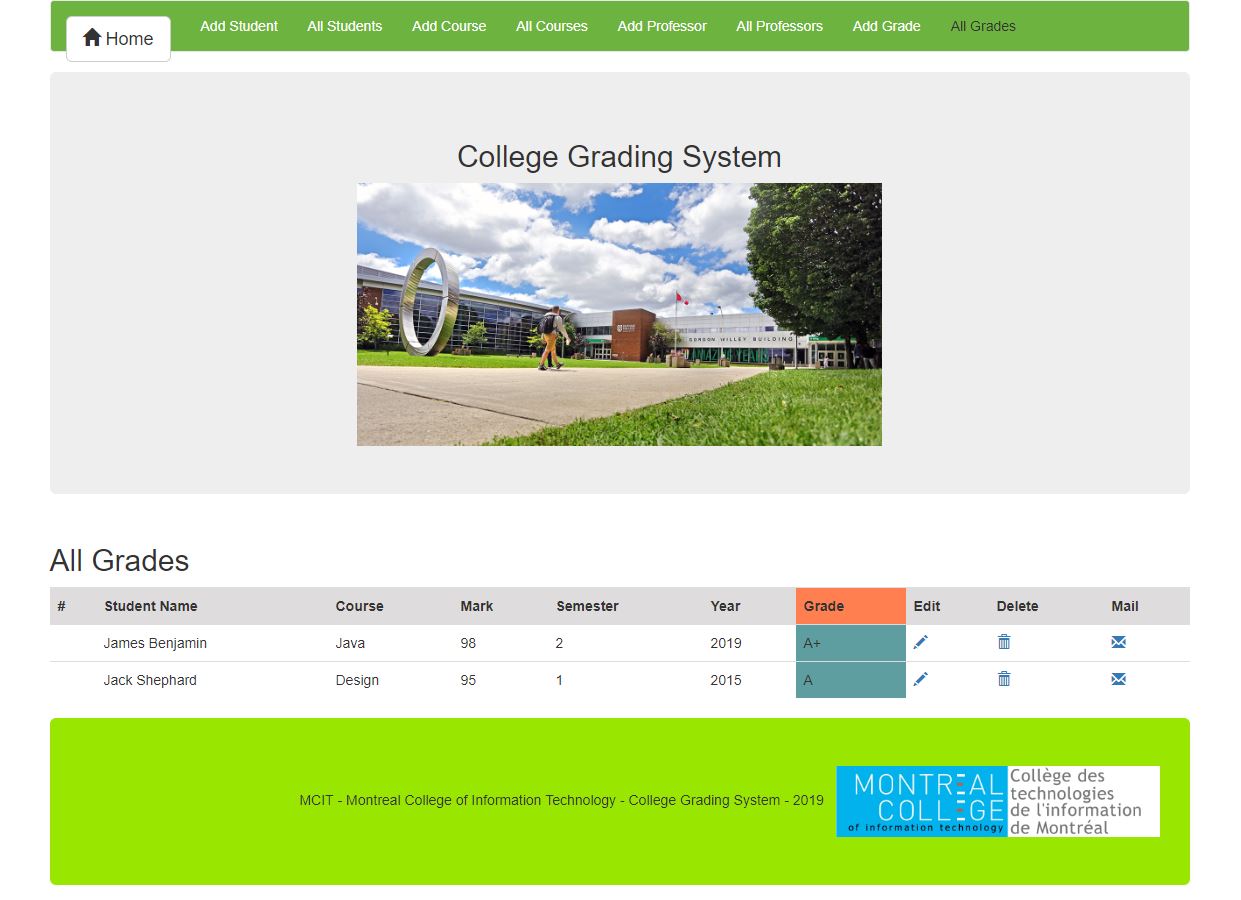 Home
Add Student All Students Add Course All Courses Add Professor All Professors Add Grade All Grades
College Grading System
GORDON WILLEY BUILDING
All Grades
# Student Name Course Mark Semester Year Grade Edit Delete Mail
James Benjamin Java 98 2 2019 A+
Jack Shephard Design 95 1 2015 A
MCIT - Montreal College of Information Technology - College Grading System - 2019
MONTREAL
COLLEGE
of information technology
Collège des
technologies
de l'information
de Montréal